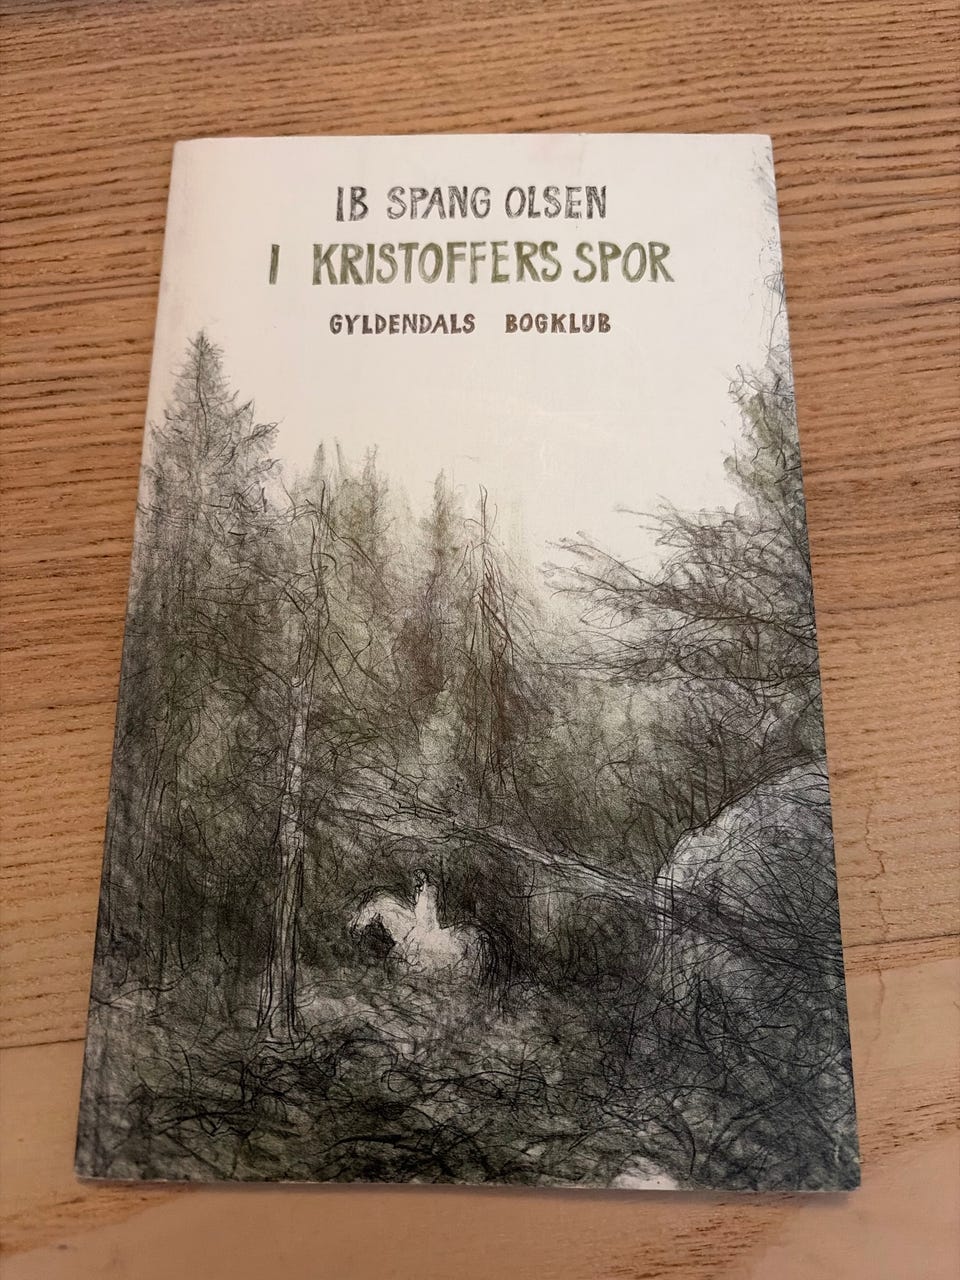 IB SPANG OLSEN
I KRISTOFFERS SPOR
GYLDENDALS BOGKLUB